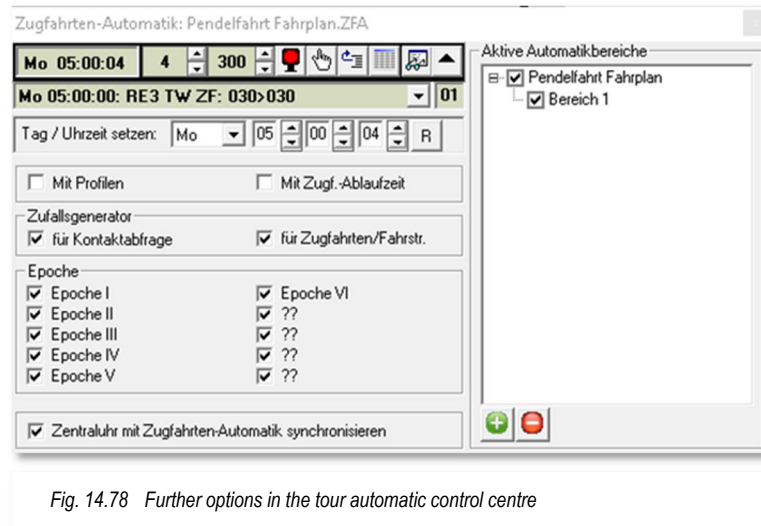 Zugfahrten-Automatik: Pendelfahrt Fahrplan.ZFA
Mo 05:00:04 4 300
Mo 05:00:00: RE3 TW ZF: 030>030 01
Tag / Uhrzeit setzen: Mo 05 00 04 R
Mit Profilen Mit Zugf.-Ablaufzeit
Zufallsgenerator
für Kontaktabfrage für Zugfahrten/Fahrstr.
Epoche
Epoche I Epoche VI
Epoche II ??
Epoche III ??
Epoche IV ??
Epoche V ??
Zentraluhr mit Zugfahrten-Automatik synchronisieren
Aktive Automatikbereiche
Pendelfahrt Fahrplan
Bereich 1
Fig. 14.78 Further options in the tour automatic control centre